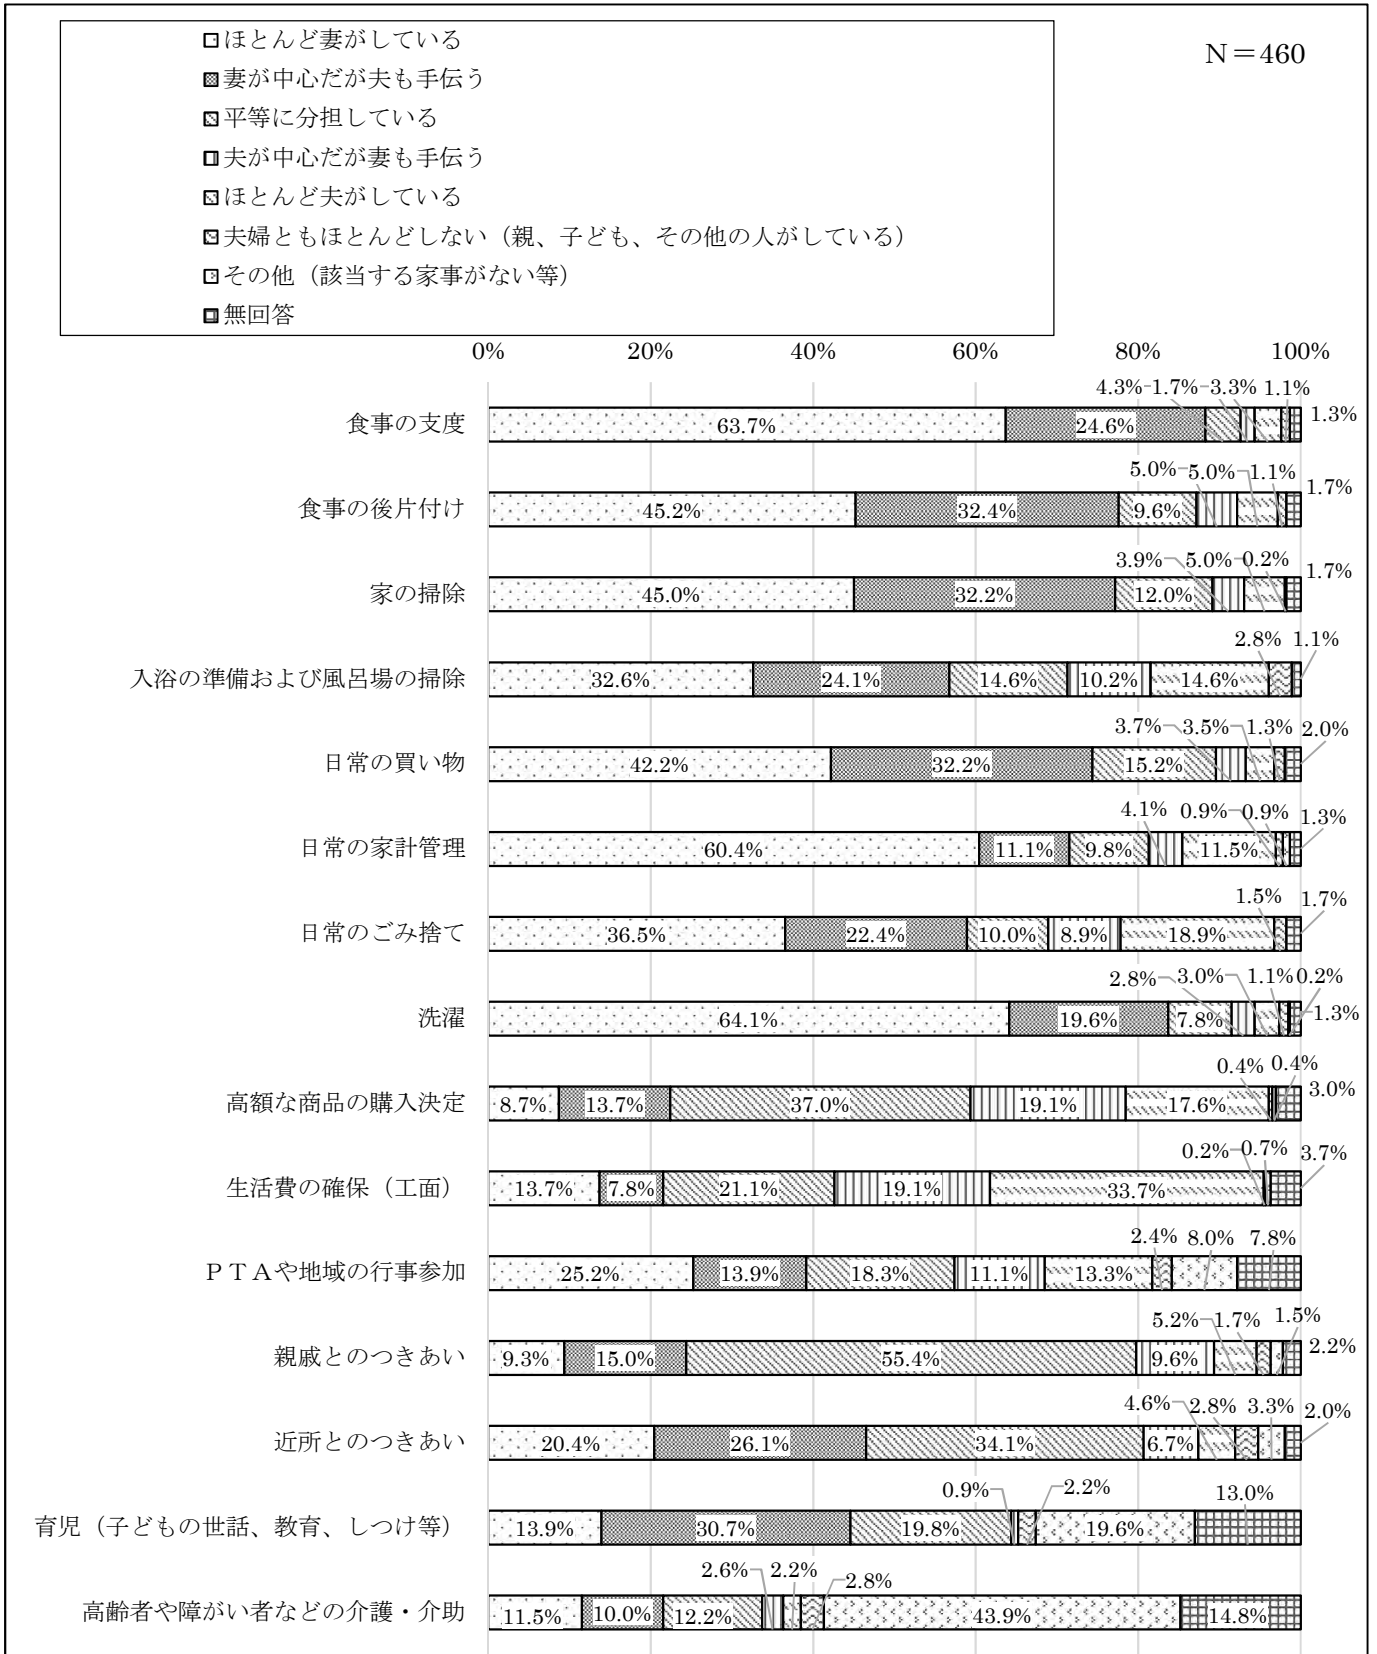 ほとんど妻がしている
N＝460
妻が中心だが夫も手伝う
平等に分担している
夫が中心だが妻も手伝う
ほとんど夫がしている
夫婦ともほとんどしない（親、子ども、その他の人がしている）
その他（該当する家事がない等）
無回答
0% 20% 40% 60% 80% 100%
4.3% 1.7% 3.3% 1.1%
食事の支度 63.7% 24.6% 1.3%
5.0% 5.0% 1.1% 1.7%
食事の後片付け 45.2% 32.4% 9.6%
3.9% 5.0% 0.2% 1.7%
家の掃除 45.0% 32.2% 12.0%
2.8% 1.1%
入浴の準備および風呂場の掃除 32.6% 24.1% 14.6% 10.2% 14.6%
3.7% 3.5% 1.3% 2.0%
日常の買い物 42.2% 32.2% 15.2%
4.1% 0.9% 0.9% 1.3%
日常の家計管理 60.4% 11.1% 9.8% 11.5%
1.5% 1.7%
日常のごみ捨て 36.5% 22.4% 10.0% 8.9% 18.9%
2.8% 3.0% 1.1% 0.2%
洗濯 64.1% 19.6% 7.8% 1.3%
0.4% 0.4% 3.0%
高額な商品の購入決定 8.7% 13.7% 37.0% 19.1% 17.6%
0.2% 0.7% 3.7%
生活費の確保（工面） 13.7% 7.8% 21.1% 19.1% 33.7%
2.4% 8.0% 7.8%
ＰＴＡや地域の行事参加 25.2% 13.9% 18.3% 11.1% 13.3%
5.2% 1.7% 1.5% 2.2%
親戚とのつきあい 9.3% 15.0% 55.4% 9.6%
4.6% 2.8% 3.3% 2.0%
近所とのつきあい 20.4% 26.1% 34.1% 6.7%
0.9% 2.2% 13.0%
育児（子どもの世話、教育、しつけ等） 13.9% 30.7% 19.8% 19.6%
2.6% 2.2% 2.8%
高齢者や障がい者などの介護・介助 11.5% 10.0% 12.2% 43.9% 14.8%